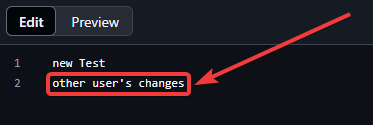 Edit Preview
1 new Test
2 other user's changes